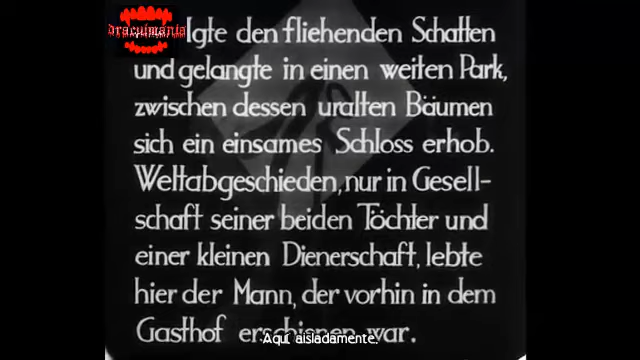 draculmania
lgte den fliehenden Schatten
und gelangte in einen weiten Park,
zwischen dessen uralten Bäumen
sich ein einsames Schloss erhob.
Weltabgeschieden, nur in Gesell-
schaft seiner beiden Töchter und
einer kleinen Dienerschaft, lebte
hier der Mann, der vorhin in dem
Gasthof erschienen war.
Aquí, aisladamente.